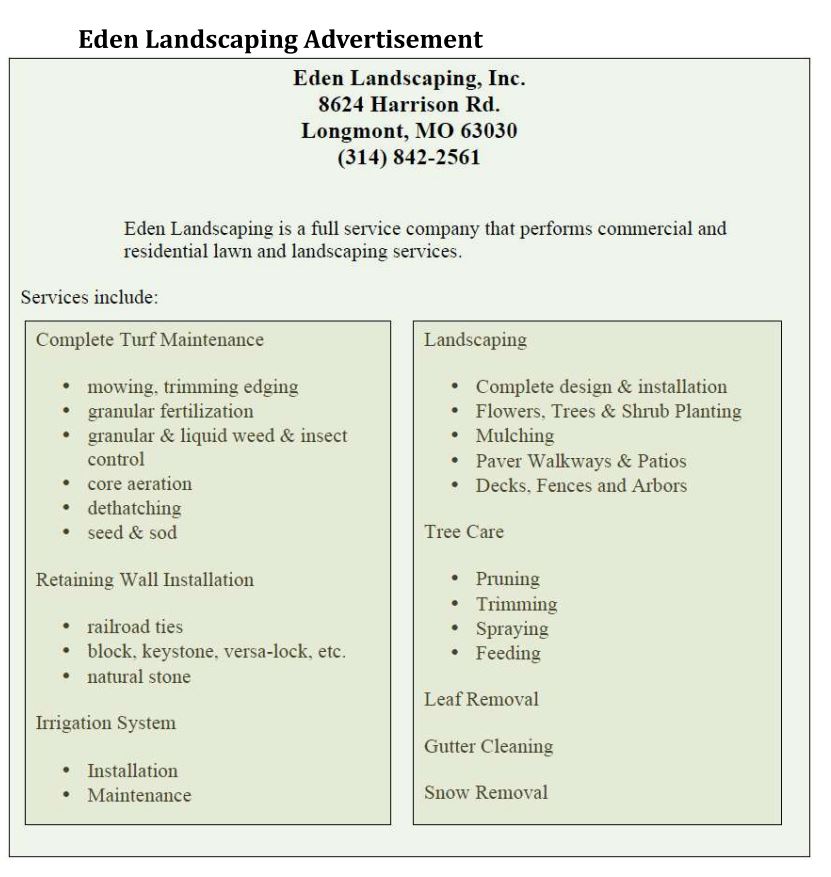 Eden Landscaping Advertisement
Eden Landscaping, Inc.
8624 Harrison Rd.
Longmont, MO 63030
(314) 842-2561
Eden Landscaping is a full service company that performs commercial and
residential lawn and landscaping services.
Services include:
Complete Turf Maintenance
• mowing, trimming edging
• granular fertilization
• granular & liquid weed & insect
control
• core aeration
• dethatching
• seed & sod
Retaining Wall Installation
• railroad ties
• block, keystone, versa-lock, etc.
• natural stone
Irrigation System
• Installation
• Maintenance
Landscaping
• Complete design & installation
• Flowers, Trees & Shrub Planting
• Mulching
• Paver Walkways & Patios
• Decks, Fences and Arbors
Tree Care
• Pruning
• Trimming
• Spraying
• Feeding
Leaf Removal
Gutter Cleaning
Snow Removal